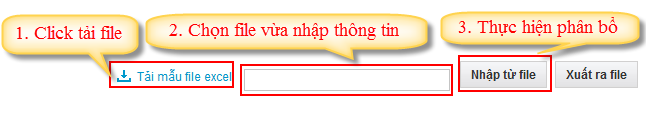 1. Click tải file
2. Chọn file vừa nhập thông tin
3. Thực hiện phân bổ
Tải mẫu file excel
Nhập từ file
Xuất ra file